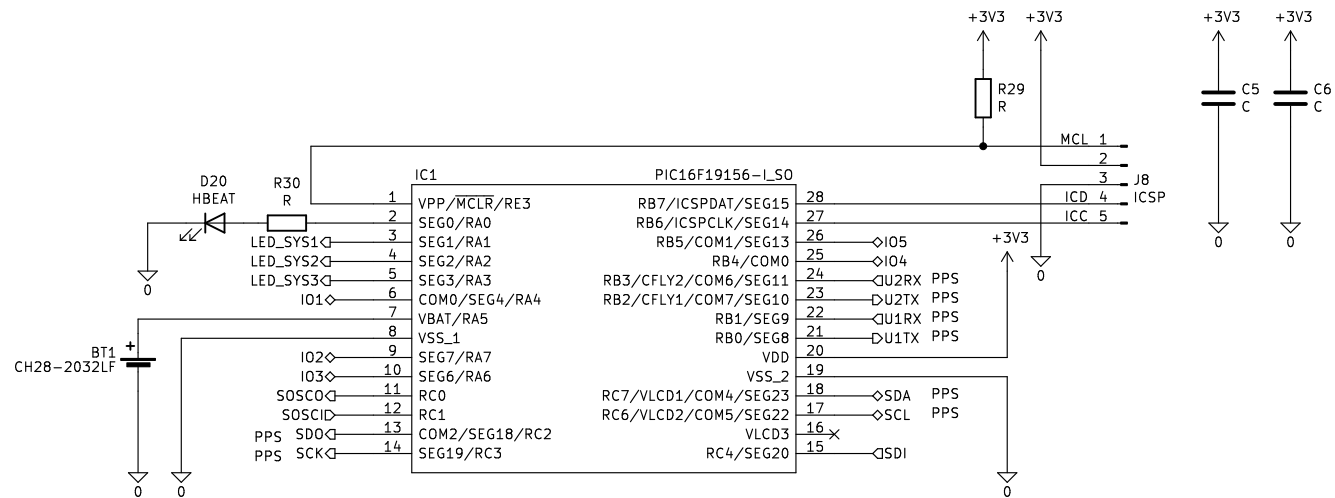 +3V3 +3V3 +3V3 +3V3
R29
R
C5
C
C6
C
MCL 1
2
3
J8
ICD 4 ICSP
ICC 5
0 0
IC1 PIC16F19156-I_SO
D20
HBEAT
R30
R
1 VPP/MCLR/RE3 RB7/ICSPDAT/SEG15 28
2 SEG0/RA0 RB6/ICSPCLK/SEG14 27
LED_SYS1 3 SEG1/RA1 RB5/COM1/SEG13 26 IO5
+3V3
LED_SYS2 4 SEG2/RA2 RB4/COM0 25 IO4
0
LED_SYS3 5 SEG3/RA3 RB3/CFLY2/COM6/SEG11 24 U2RX PPS
0
IO1 6 COM0/SEG4/RA4 RB2/CFLY1/COM7/SEG10 23 U2TX PPS
7 VBAT/RA5 RB1/SEG9 22 U1RX PPS
8 VSS_1 RB0/SEG8 21 U1TX PPS
BT1
CH28-2032LF
+
IO2 9 SEG7/RA7 VDD 20
IO3 10 SEG6/RA6 VSS_2 19
SOSCO 11 RC0 RC7/VLCD1/COM4/SEG23 18 SDA PPS
SOSCI 12 RC1 RC6/VLCD2/COM5/SEG22 17 SCL PPS
PPS SDO 13 COM2/SEG18/RC2 VLCD3 16
PPS SCK 14 SEG19/RC3 RC4/SEG20 15 SDI
0 0 0